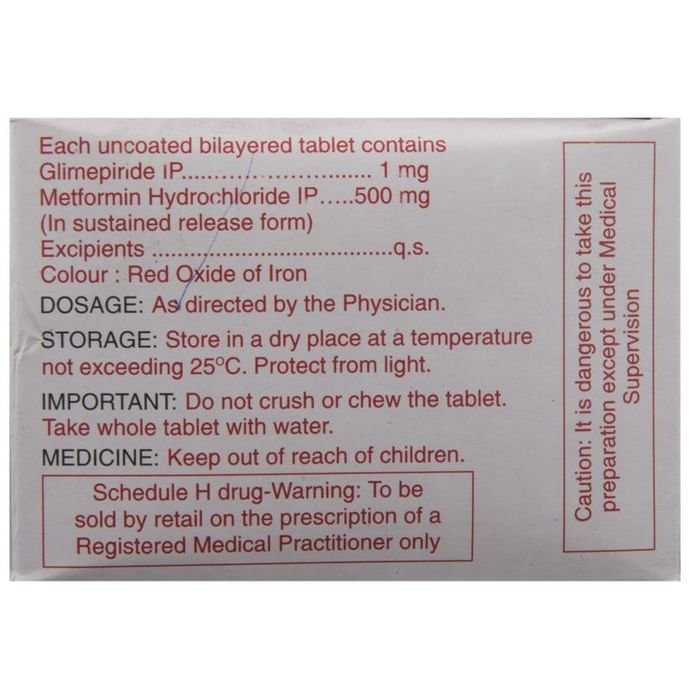 Each uncoated bilayered tablet contains
Glimepiride IP............................. 1 mg
Metformin Hydrochloride IP.....500 mg
(In sustained release form)
Excipients ....................................q.s.
Colour : Red Oxide of Iron
DOSAGE: As directed by the Physician.
STORAGE: Store in a dry place at a temperature
not exceeding 25°C. Protect from light.
IMPORTANT: Do not crush or chew the tablet.
Take whole tablet with water.
MEDICINE: Keep out of reach of children.
Schedule H drug-Warning: To be
sold by retail on the prescription of a
Registered Medical Practitioner only
Caution: It is dangerous to take this
preparation except under Medical
Supervision